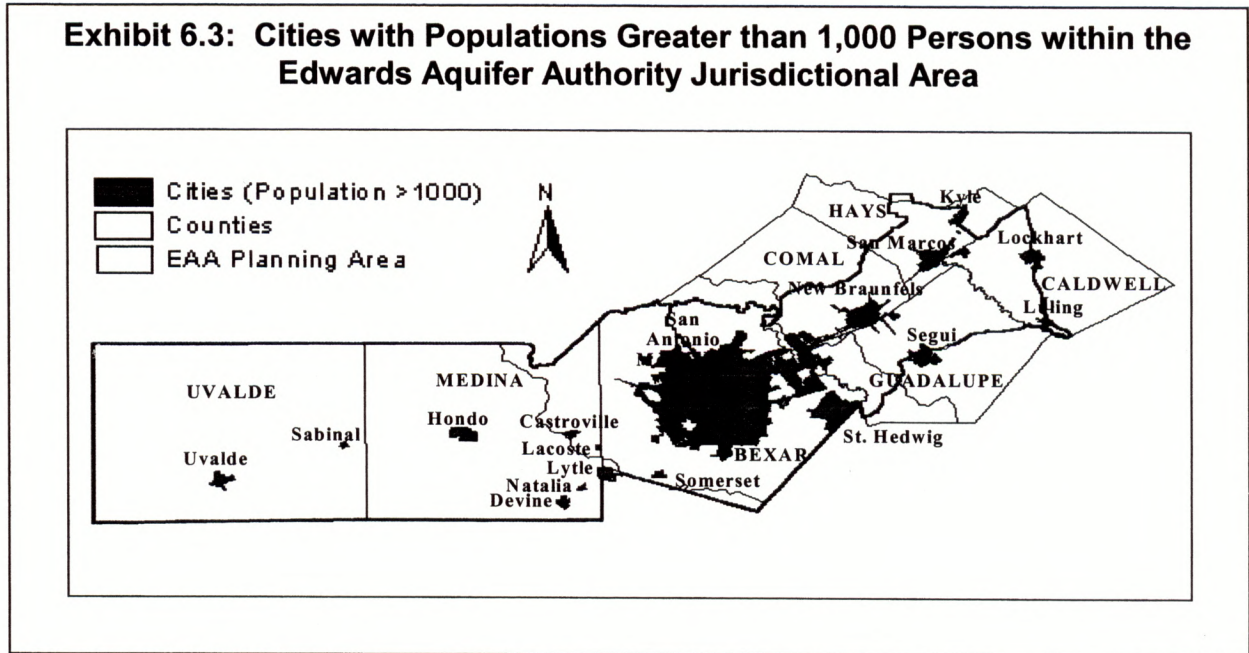 Exhibit 6.3: Cities with Populations Greater than 1,000 Persons within the
Edwards Aquifer Authority Jurisdictional Area
Cities (Population >1000)
Counties
EAA Planning Area
N
HAYS
Kyle
San Marcos
Lockhart
COMAL
CALDWELL
New Braunfels
Luling
San
Antonio
Segui
GUADALUPE
UVALDE
MEDINA
Hondo
Castroville
Sabinal
Lacoste
St. Hedwig
Uvalde
BEXAR
Lytle
Natalia
Somerset
Devine